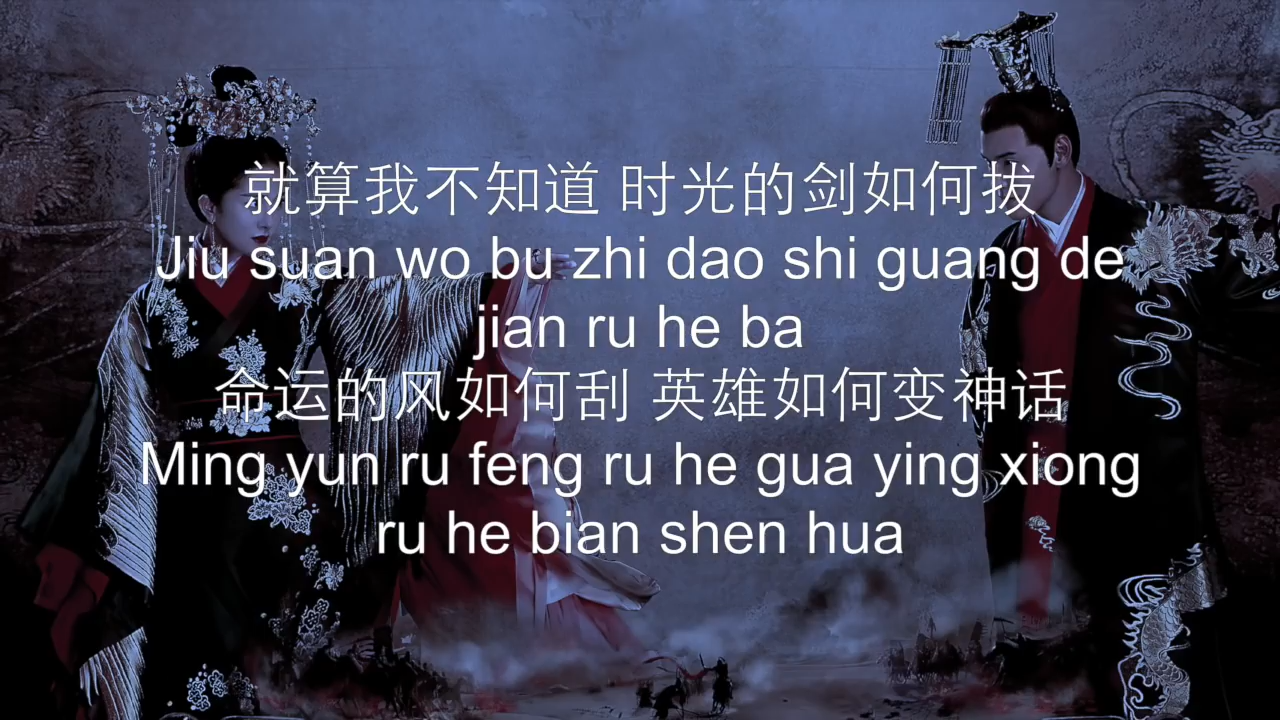 就算我不知道 时光的剑如何拔
Jiu suan wo bu zhi dao shi guang de
jian ru he ba
命运的风如何刮 英雄如何变神话
Ming yun ru feng ru he gua ying xiong
ru he bian shen hua